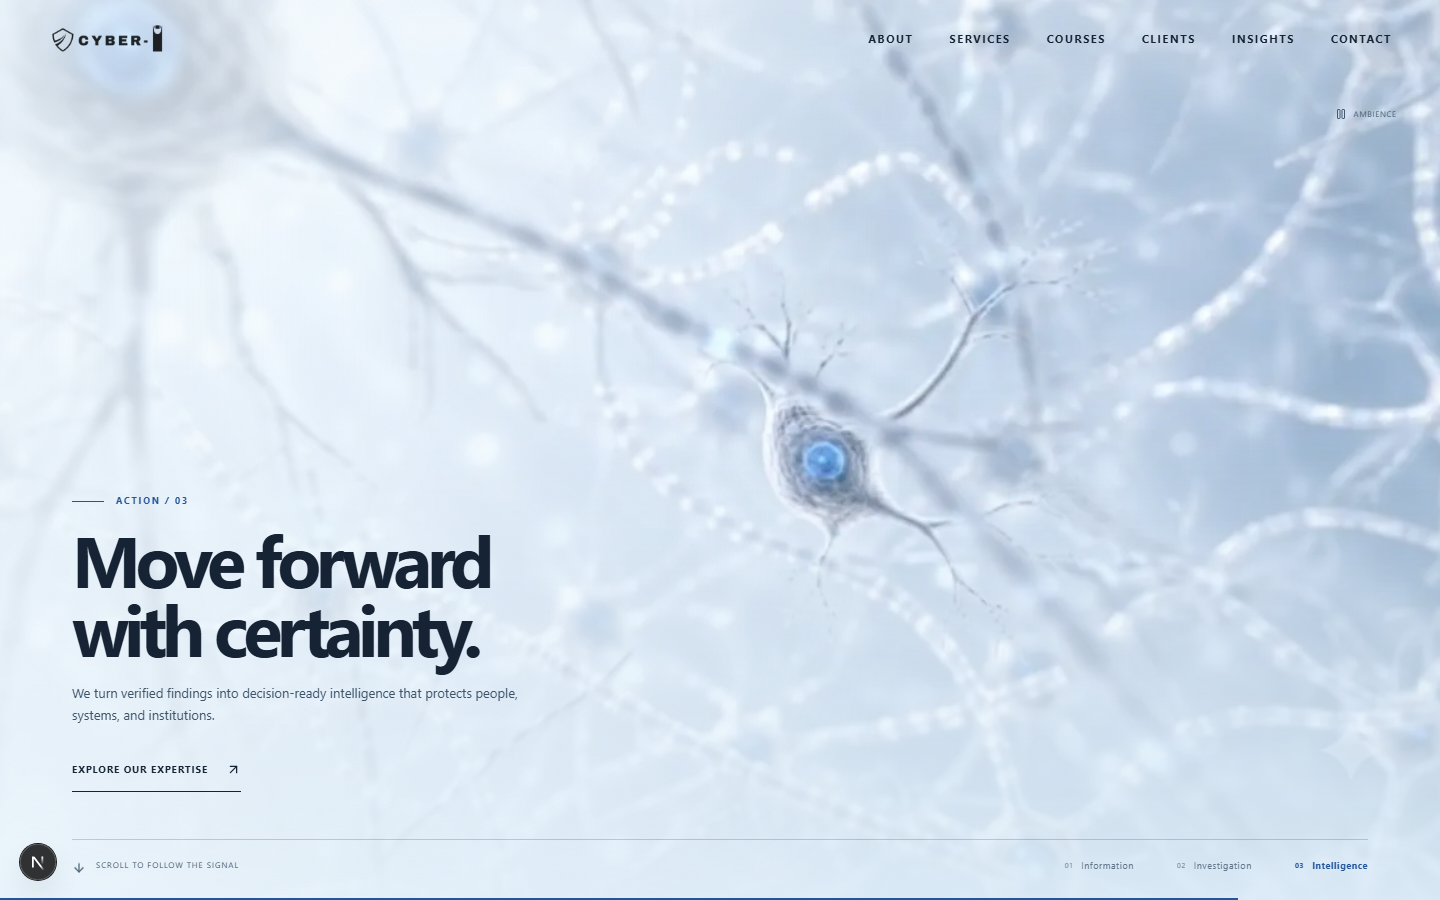 CYBER-i
ABOUT
SERVICES
COURSES
CLIENTS
INSIGHTS
CONTACT
AMBIENCE
ACTION / 03
Move forward
with certainty.
We turn verified findings into decision-ready intelligence that protects people,
systems, and institutions.
EXPLORE OUR EXPERTISE
N
SCROLL TO FOLLOW THE SIGNAL
01 Information
02 Investigation
03 Intelligence